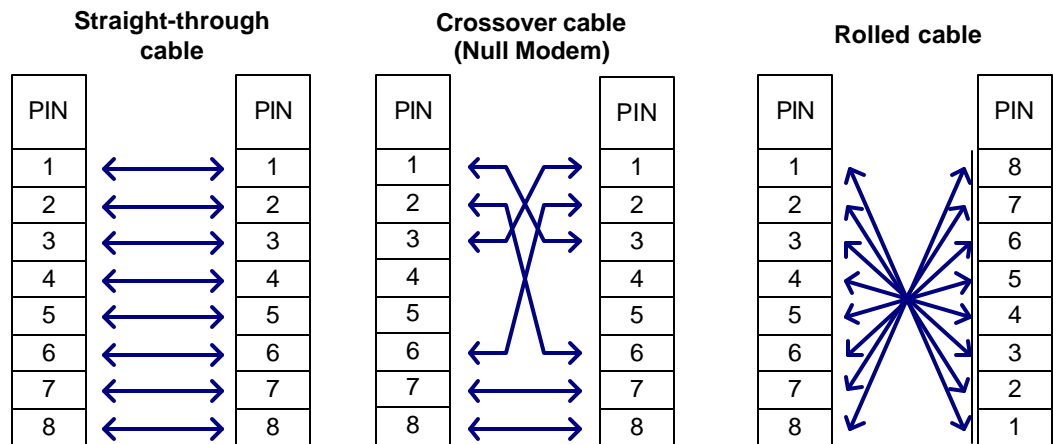 Straight-through
cable
Crossover cable
(Null Modem)
Rolled cable
PIN PIN PIN PIN PIN PIN
1 1 1 1 1 8
2 2 2 2 2 7
3 3 3 3 3 6
4 4 4 4 4 5
5 5 5 5 5 4
6 6 6 6 6 3
7 7 7 7 7 2
8 8 8 8 8 1